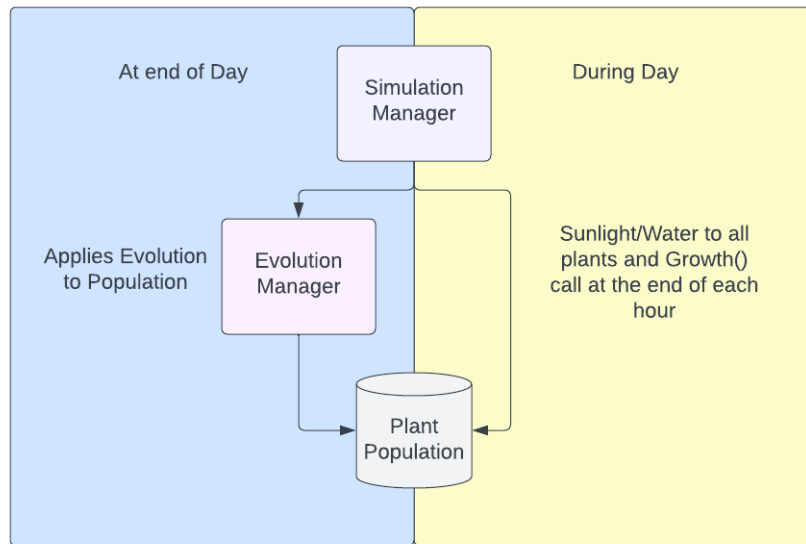 At end of Day
Simulation
Manager
During Day
Applies Evolution
to Population
Evolution
Manager
Sunlight/Water to all
plants and Growth()
call at the end of each
hour
Plant
Population